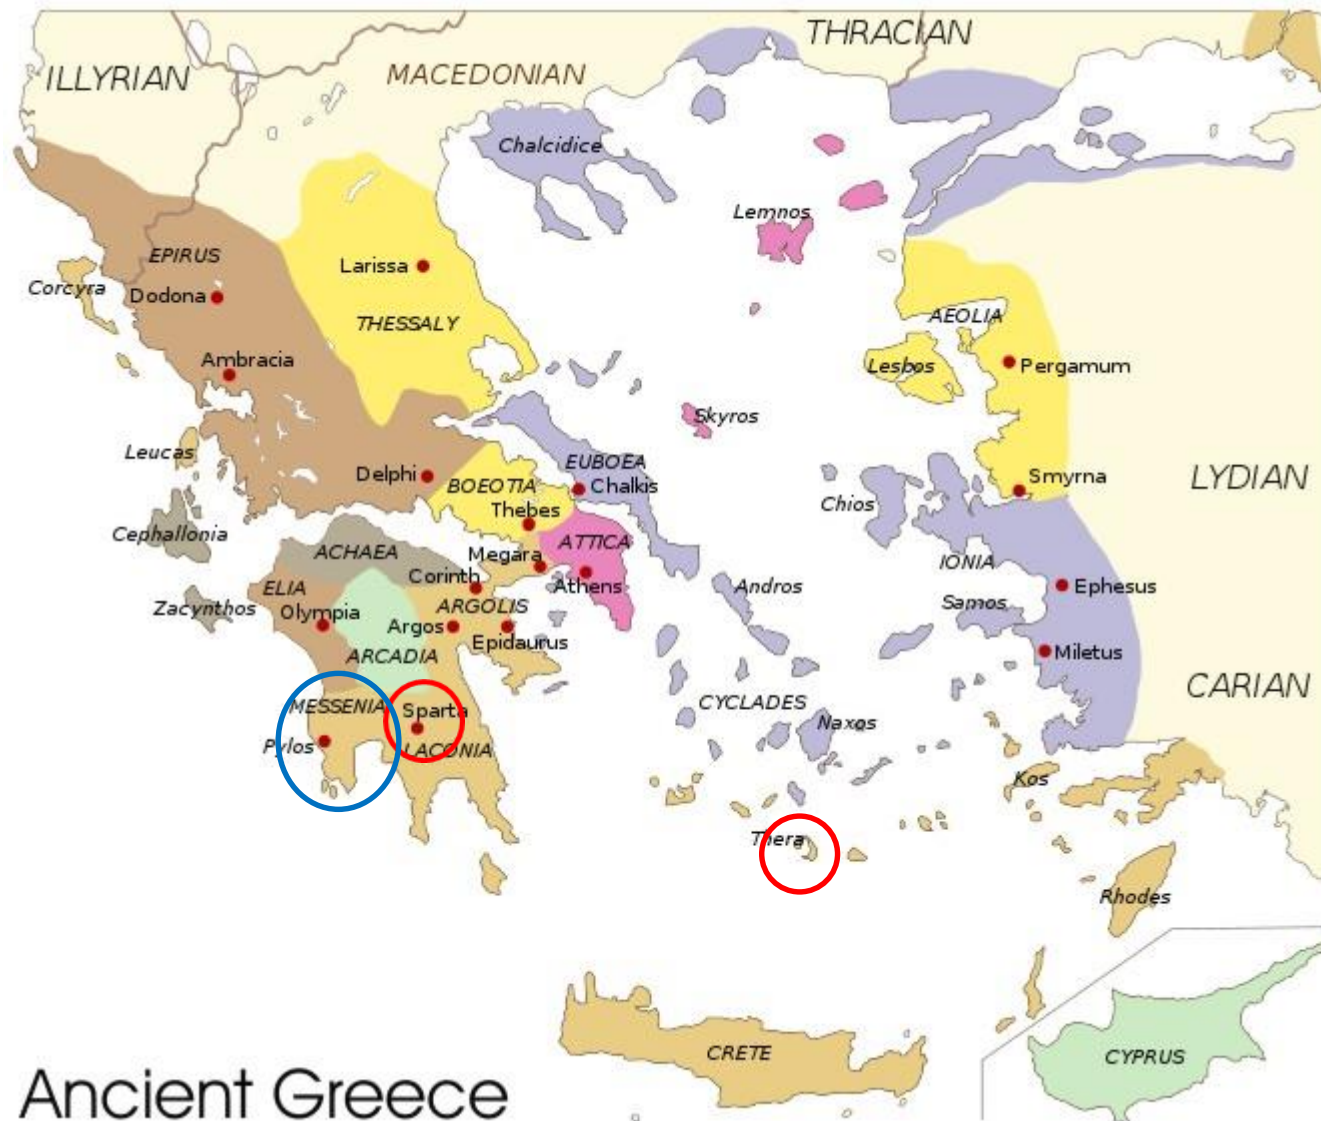 THRACIAN
ILLYRIAN
MACEDONIAN
Chalcidice
Lemnos
EPIRUS
Larissa
Corcyra
Dodona
THESSALY
AEOLIA
Ambracia
Lesbos
Pergamum
Skyros
Leucas
EUBOEA
Delphi
BOEOTIA
Chalkis
Smyrna
LYDIAN
Chios
Thebes
Cephallonia
ATTICA
ACHAEA
Megara
IONIA
Corinth
Athens
Andros
Ephesus
ELIA
Zacynthos
ARGOLIS
Samos
Olympia
Argos
Epidaurus
Miletus
ARCADIA
CARIAN
MESSENIA
Sparta
CYCLADES
Naxos
Pylos
LACONIA
Kos
Thera
Rhodes
CRETE
CYPRUS
Ancient Greece